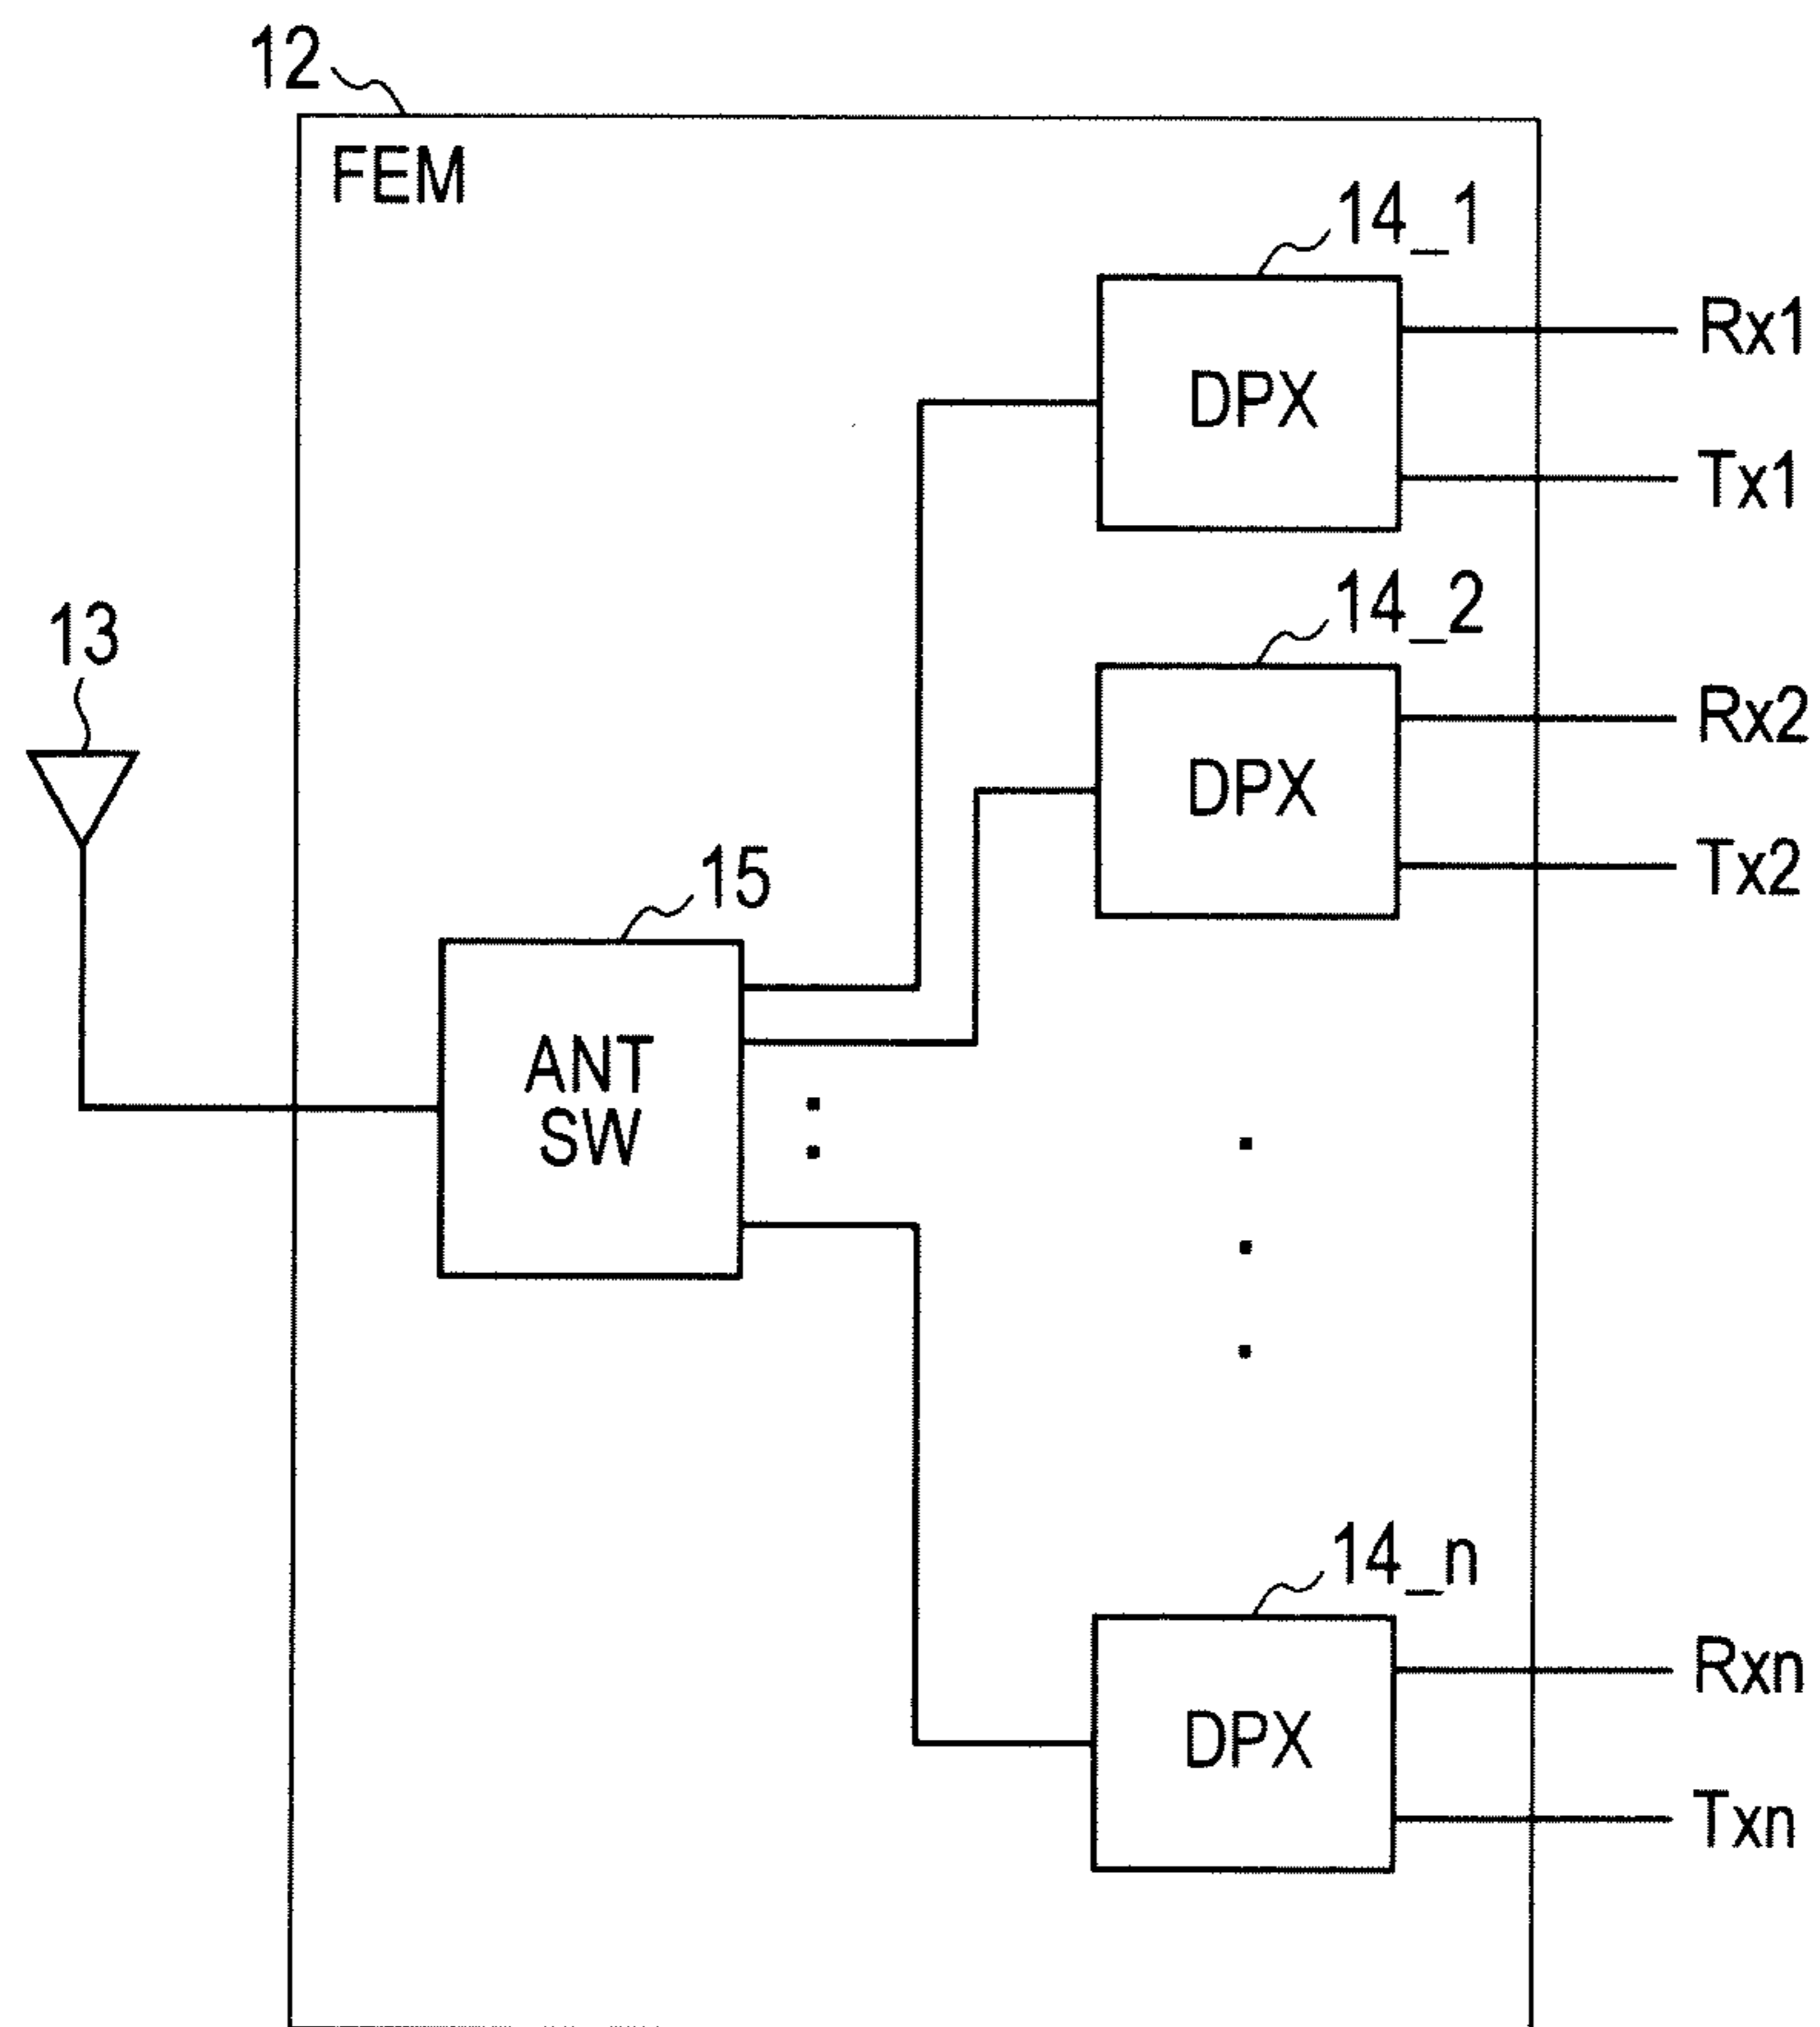 12
FEM
14_1
Rx1
DPX
Tx1
14_2
13
Rx2
DPX
Tx2
15
ANT
SW
14_n
Rxn
DPX
Txn